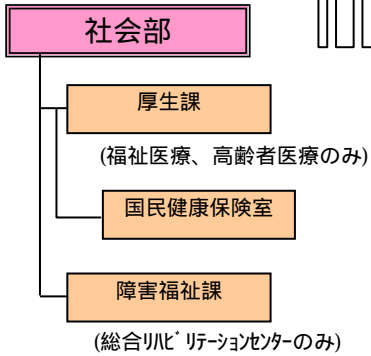 社会部
厚生課
(福祉医療、高齢者医療のみ)
国民健康保険室
障害福祉課
(総合ﾘﾊﾋﾞﾘﾃｰｼｮﾝｾﾝﾀｰのみ)